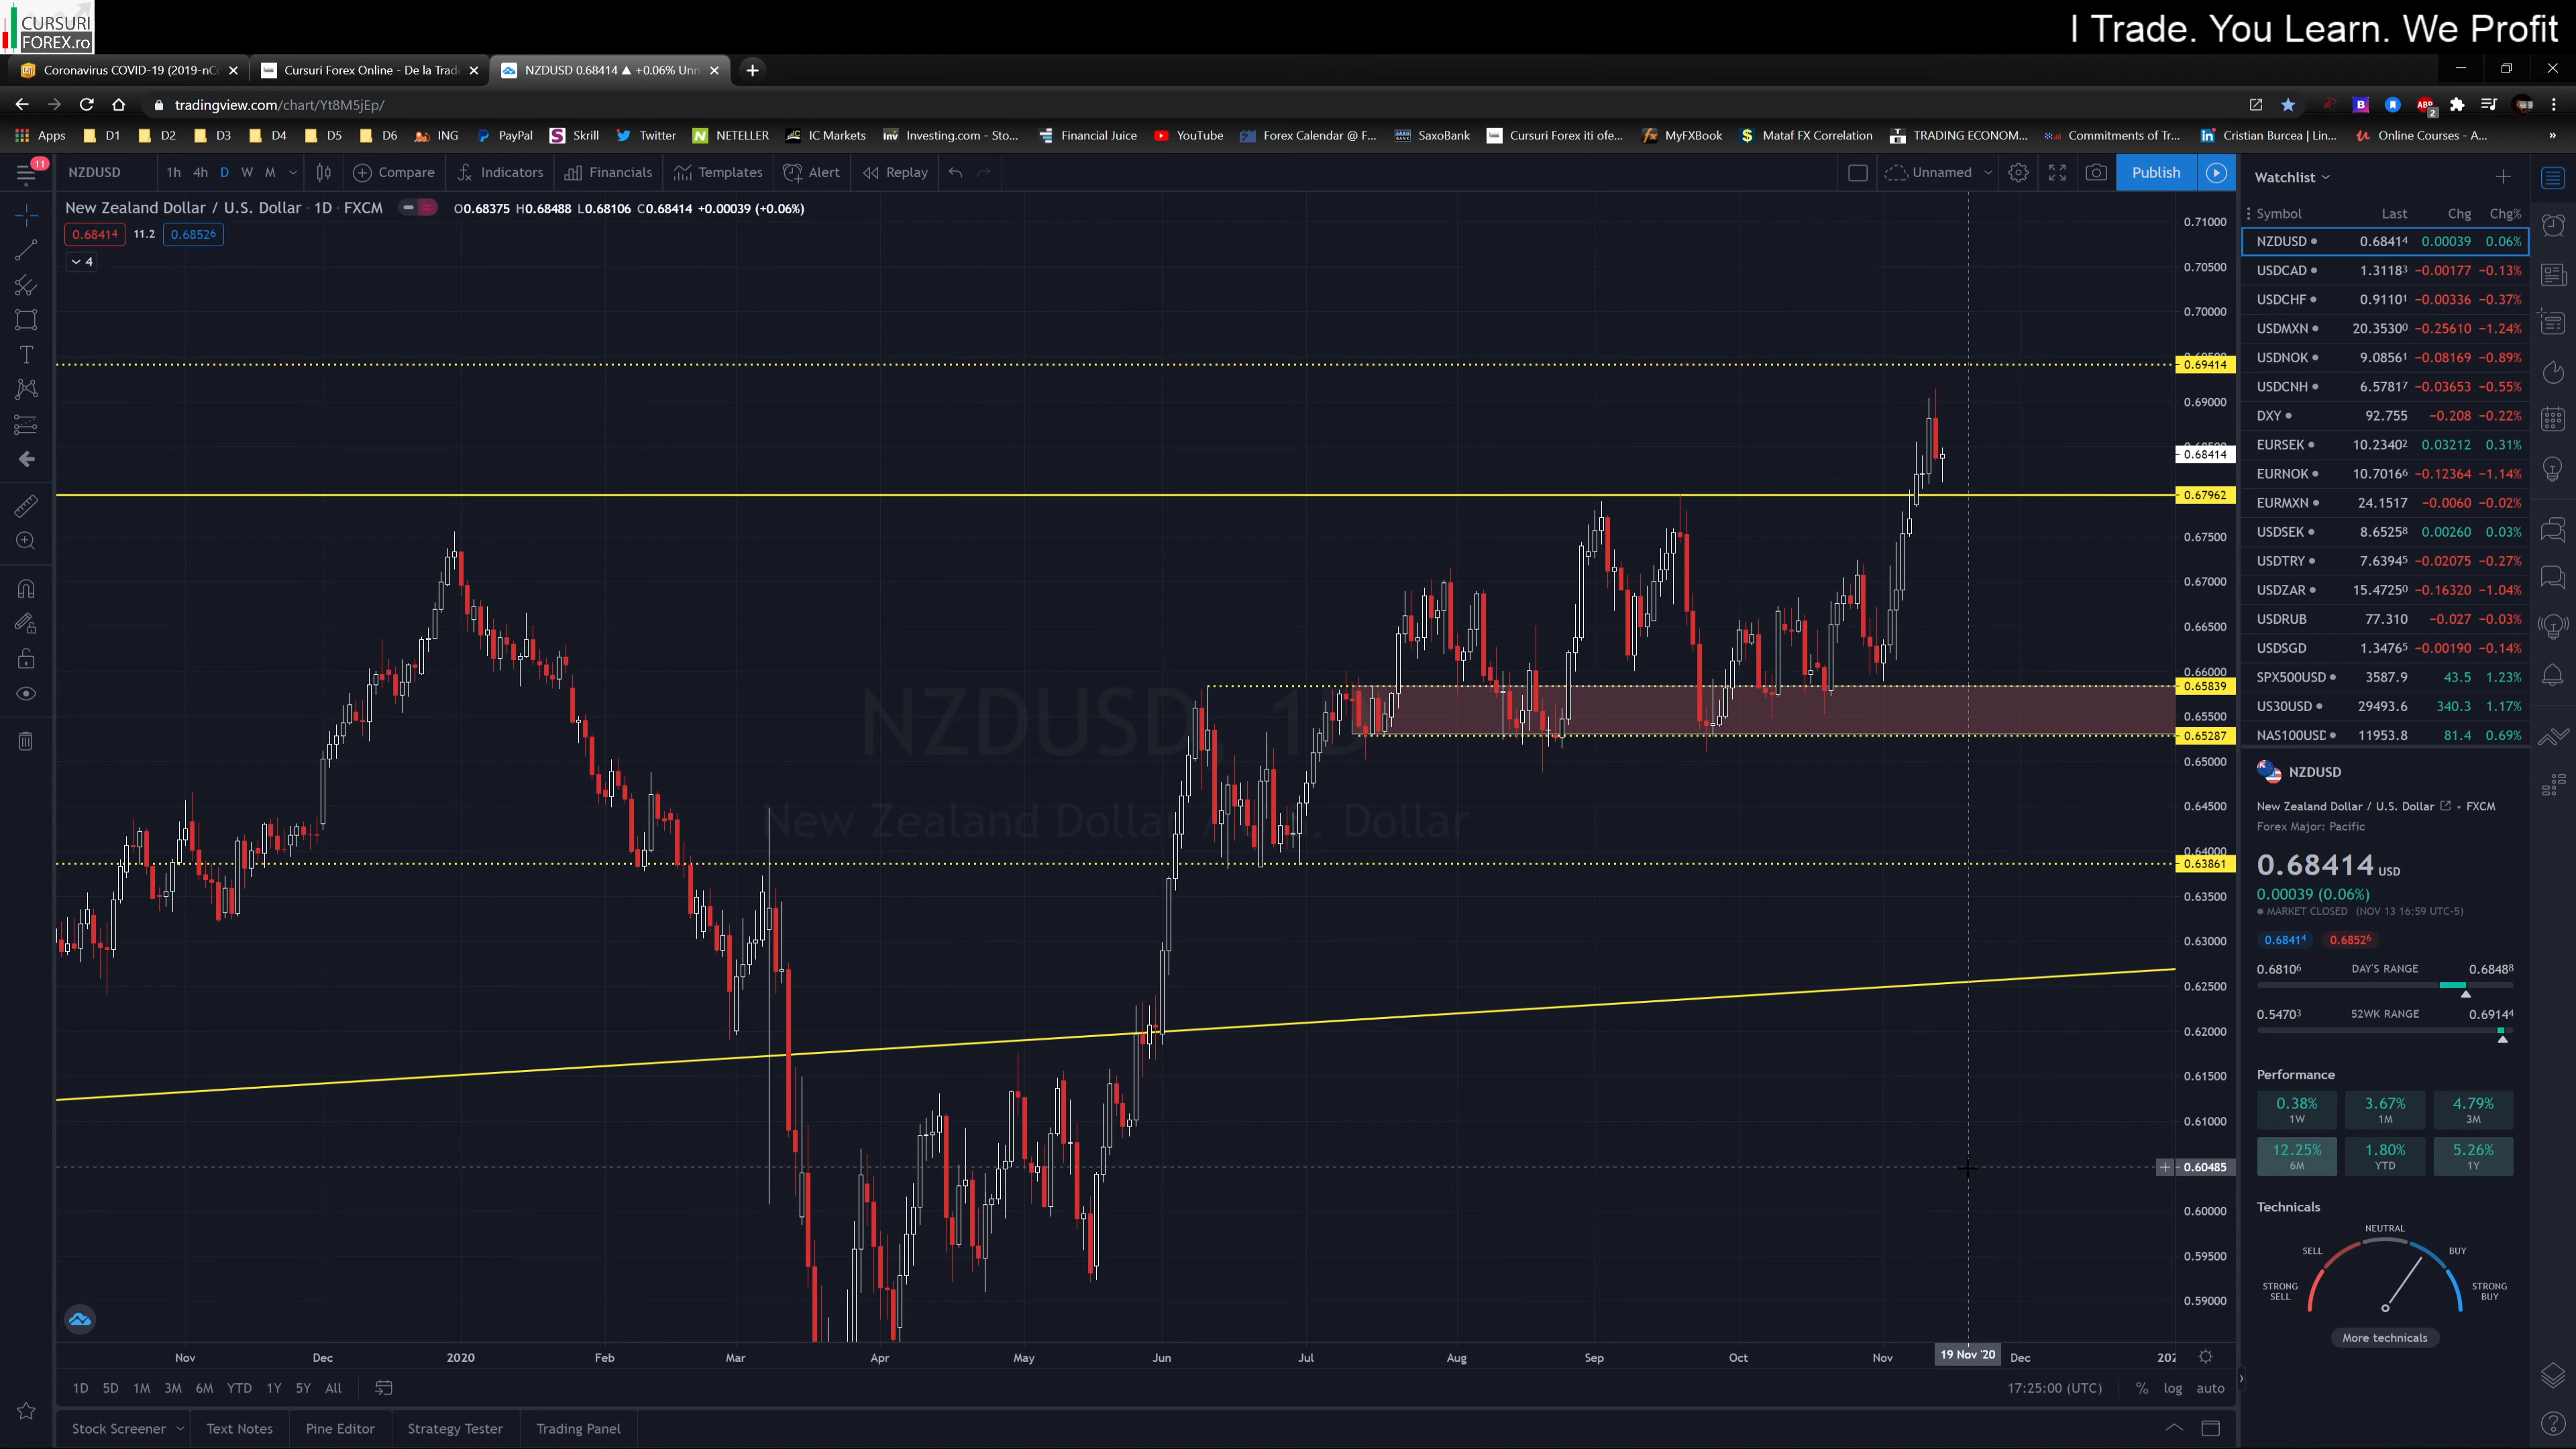 CURSURI
FOREX.ro
I Trade. You Learn. We Profit
Coronavirus COVID-19 (2019-nC
Cursuri Forex Online - De la Trad
NZDUSD 0.68414 ▲ +0.06% Unn
tradingview.com/chart/Yt8M5jEp/
ABP
2
Apps D1 D2 D3 D4 D5 D6 ING PayPal Skrill Twitter NETELLER IC Markets Investing.com - Sto... Financial Juice YouTube Forex Calendar @ F... SaxoBank Cursuri Forex iti ofe... MyFXBook Mataf FX Correlation TRADING ECONOM... Commitments of Tr... Cristian Burcea | Lin... Online Courses - A... »
11
NZDUSD 1h 4h D W M Compare Indicators Financials Templates Alert Replay Unnamed Publish
New Zealand Dollar / U.S. Dollar · 1D · FXCM O0.68375 H0.68488 L0.68106 C0.68414 +0.00039 (+0.06%)
0.68414 11.2 0.68526
4
NZDUSD, 1D
New Zealand Dollar / U.S. Dollar
0.71000
0.70500
0.70000
0.69414
0.69000
0.68414
0.67962
0.67500
0.67000
0.66500
0.66000
0.65839
0.65500
0.65287
0.65000
0.64500
0.64000
0.63861
0.63500
0.63000
0.62500
0.62000
0.61500
0.61000
0.60485
0.60000
0.59500
0.59000
Nov Dec 2020 Feb Mar Apr May Jun Jul Aug Sep Oct Nov 19 Nov '20 Dec 202
1D 5D 1M 3M 6M YTD 1Y 5Y All
17:25:00 (UTC) % log auto
Stock Screener Text Notes Pine Editor Strategy Tester Trading Panel
Watchlist
Symbol Last Chg Chg%
NZDUSD 0.68414 0.00039 0.06%
USDCAD 1.31183 −0.00177 −0.13%
USDCHF 0.91101 −0.00336 −0.37%
USDMXN 20.35300 −0.25610 −1.24%
USDNOK 9.08561 −0.08169 −0.89%
USDCNH 6.57817 −0.03653 −0.55%
DXY 92.755 −0.208 −0.22%
EURSEK 10.23402 0.03212 0.31%
EURNOK 10.70166 −0.12364 −1.14%
EURMXN 24.1517 −0.0060 −0.02%
USDSEK 8.65258 0.00260 0.03%
USDTRY 7.63945 −0.02075 −0.27%
USDZAR 15.47250 −0.16320 −1.04%
USDRUB 77.310 −0.027 −0.03%
USDSGD 1.34765 −0.00190 −0.14%
SPX500USD 3587.9 43.5 1.23%
US30USD 29493.6 340.3 1.17%
NAS100USD 11953.8 81.4 0.69%
NZDUSD
New Zealand Dollar / U.S. Dollar • FXCM
Forex Major: Pacific
0.68414 USD
0.00039 (0.06%)
MARKET CLOSED (NOV 13 16:59 UTC-5)
0.68414 0.68526
0.68106 DAY'S RANGE 0.68488
0.54703 52WK RANGE 0.69144
Performance
0.38% 3.67% 4.79%
1W 1M 3M
12.25% 1.80% 5.26%
6M YTD 1Y
Technicals
NEUTRAL
SELL BUY
STRONG SELL STRONG BUY
More technicals